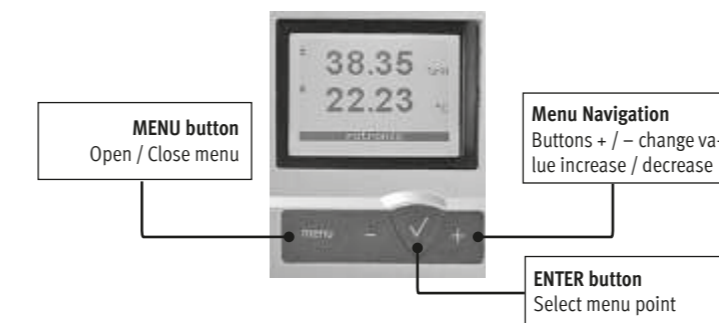 38.35
22.23 °C
rotronic
MENU button
Open / Close menu
Menu Navigation
Buttons + / – change va-
lue increase / decrease
menu – ✓ +
ENTER button
Select menu point